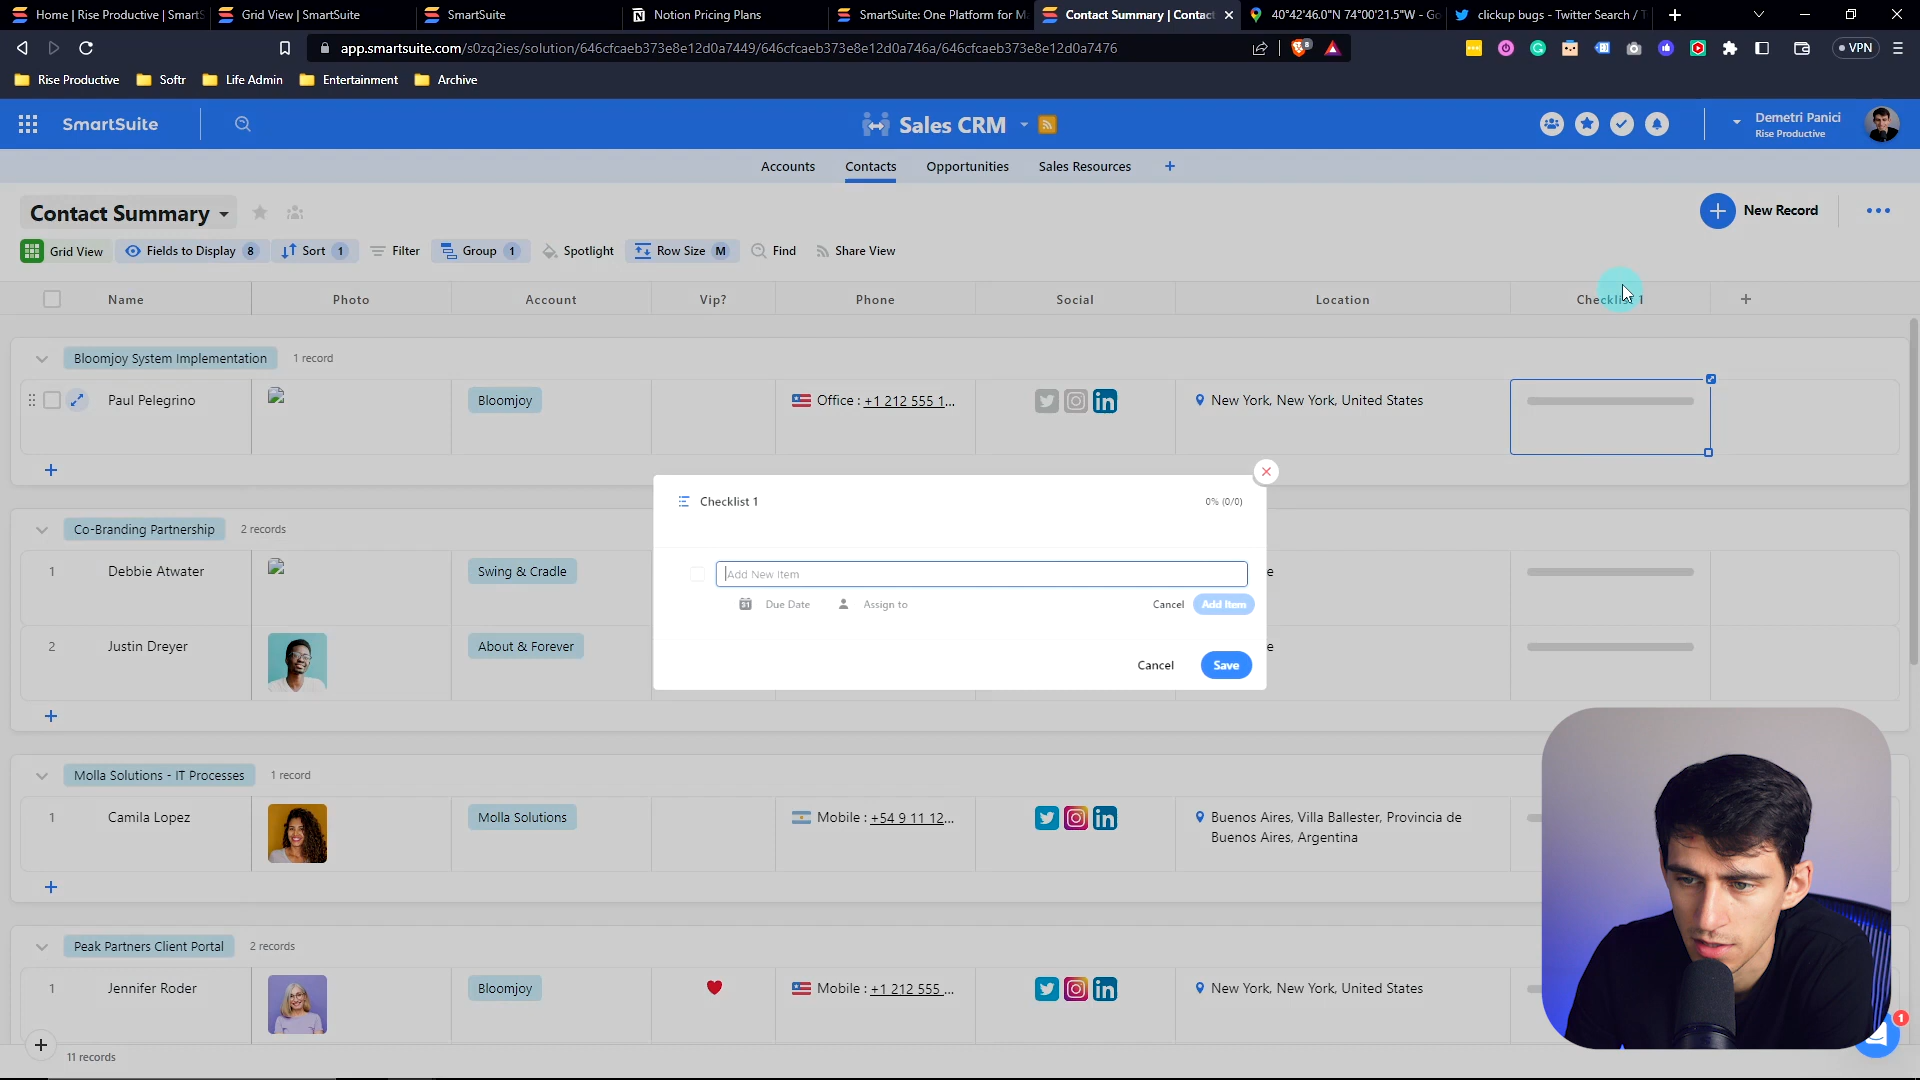 Home | Rise Productive | SmartS
Grid View | SmartSuite
SmartSuite
Notion Pricing Plans
SmartSuite: One Platform for M
Contact Summary | Contact
40°42'46.0"N 74°00'21.5"W - Go
clickup bugs - Twitter Search / T
app.smartsuite.com/s0zq2ies/solution/646cfcaeb373e8e12d0a7449/646cfcaeb373e8e12d0a746a/646cfcaeb373e8e12d0a7476
8
VPN
Rise Productive
Softr
Life Admin
Entertainment
Archive
SmartSuite
Sales CRM
Demetri Panici
Rise Productive
Accounts
Contacts
Opportunities
Sales Resources
Contact Summary
New Record
Grid View
Fields to Display 8
Sort 1
Filter
Group 1
Spotlight
Row Size M
Find
Share View
Name
Photo
Account
Vip?
Phone
Social
Location
Checklist 1
Bloomjoy System Implementation
1 record
Paul Pelegrino
Bloomjoy
Office : +1 212 555 1...
New York, New York, United States
Checklist 1
0% (0/0)
Add New Item
31 Due Date
Assign to
Cancel
Add Item
Cancel
Save
Co-Branding Partnership
2 records
1 Debbie Atwater
Swing & Cradle
e
2 Justin Dreyer
About & Forever
e
Molla Solutions - IT Processes
1 record
1 Camila Lopez
Molla Solutions
Mobile : +54 9 11 12...
Buenos Aires, Villa Ballester, Provincia de
Buenos Aires, Argentina
Peak Partners Client Portal
2 records
1 Jennifer Roder
Bloomjoy
Mobile : +1 212 555 ...
New York, New York, United States
1
11 records